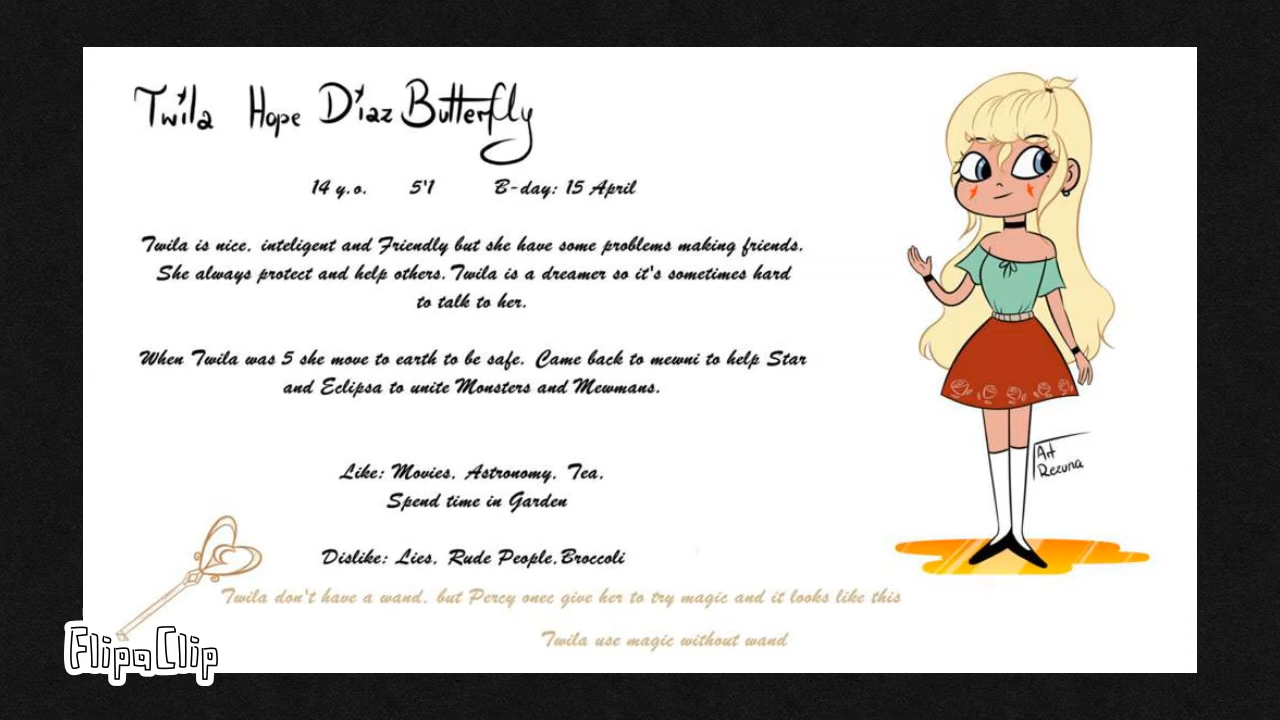 Twila Hope Diaz Butterfly
14 y.o. 5'1 B-day: 15 April
Twila is nice, inteligent and Friendly but she have some problems making friends.
She always protect and help others. Twila is a dreamer so it's sometimes hard
to talk to her.
When Twila was 5 she move to earth to be safe. Came back to mewni to help Star
and Eclipsa to unite Monsters and Mewmans.
Like: Movies, Astronomy, Tea,
Spend time in Garden
Dislike: Lies, Rude People, Broccoli
Twila don't have a wand, but Percy onec give her to try magic and it looks like this
Twila use magic without wand
Art
Rezuna
FlipaClip